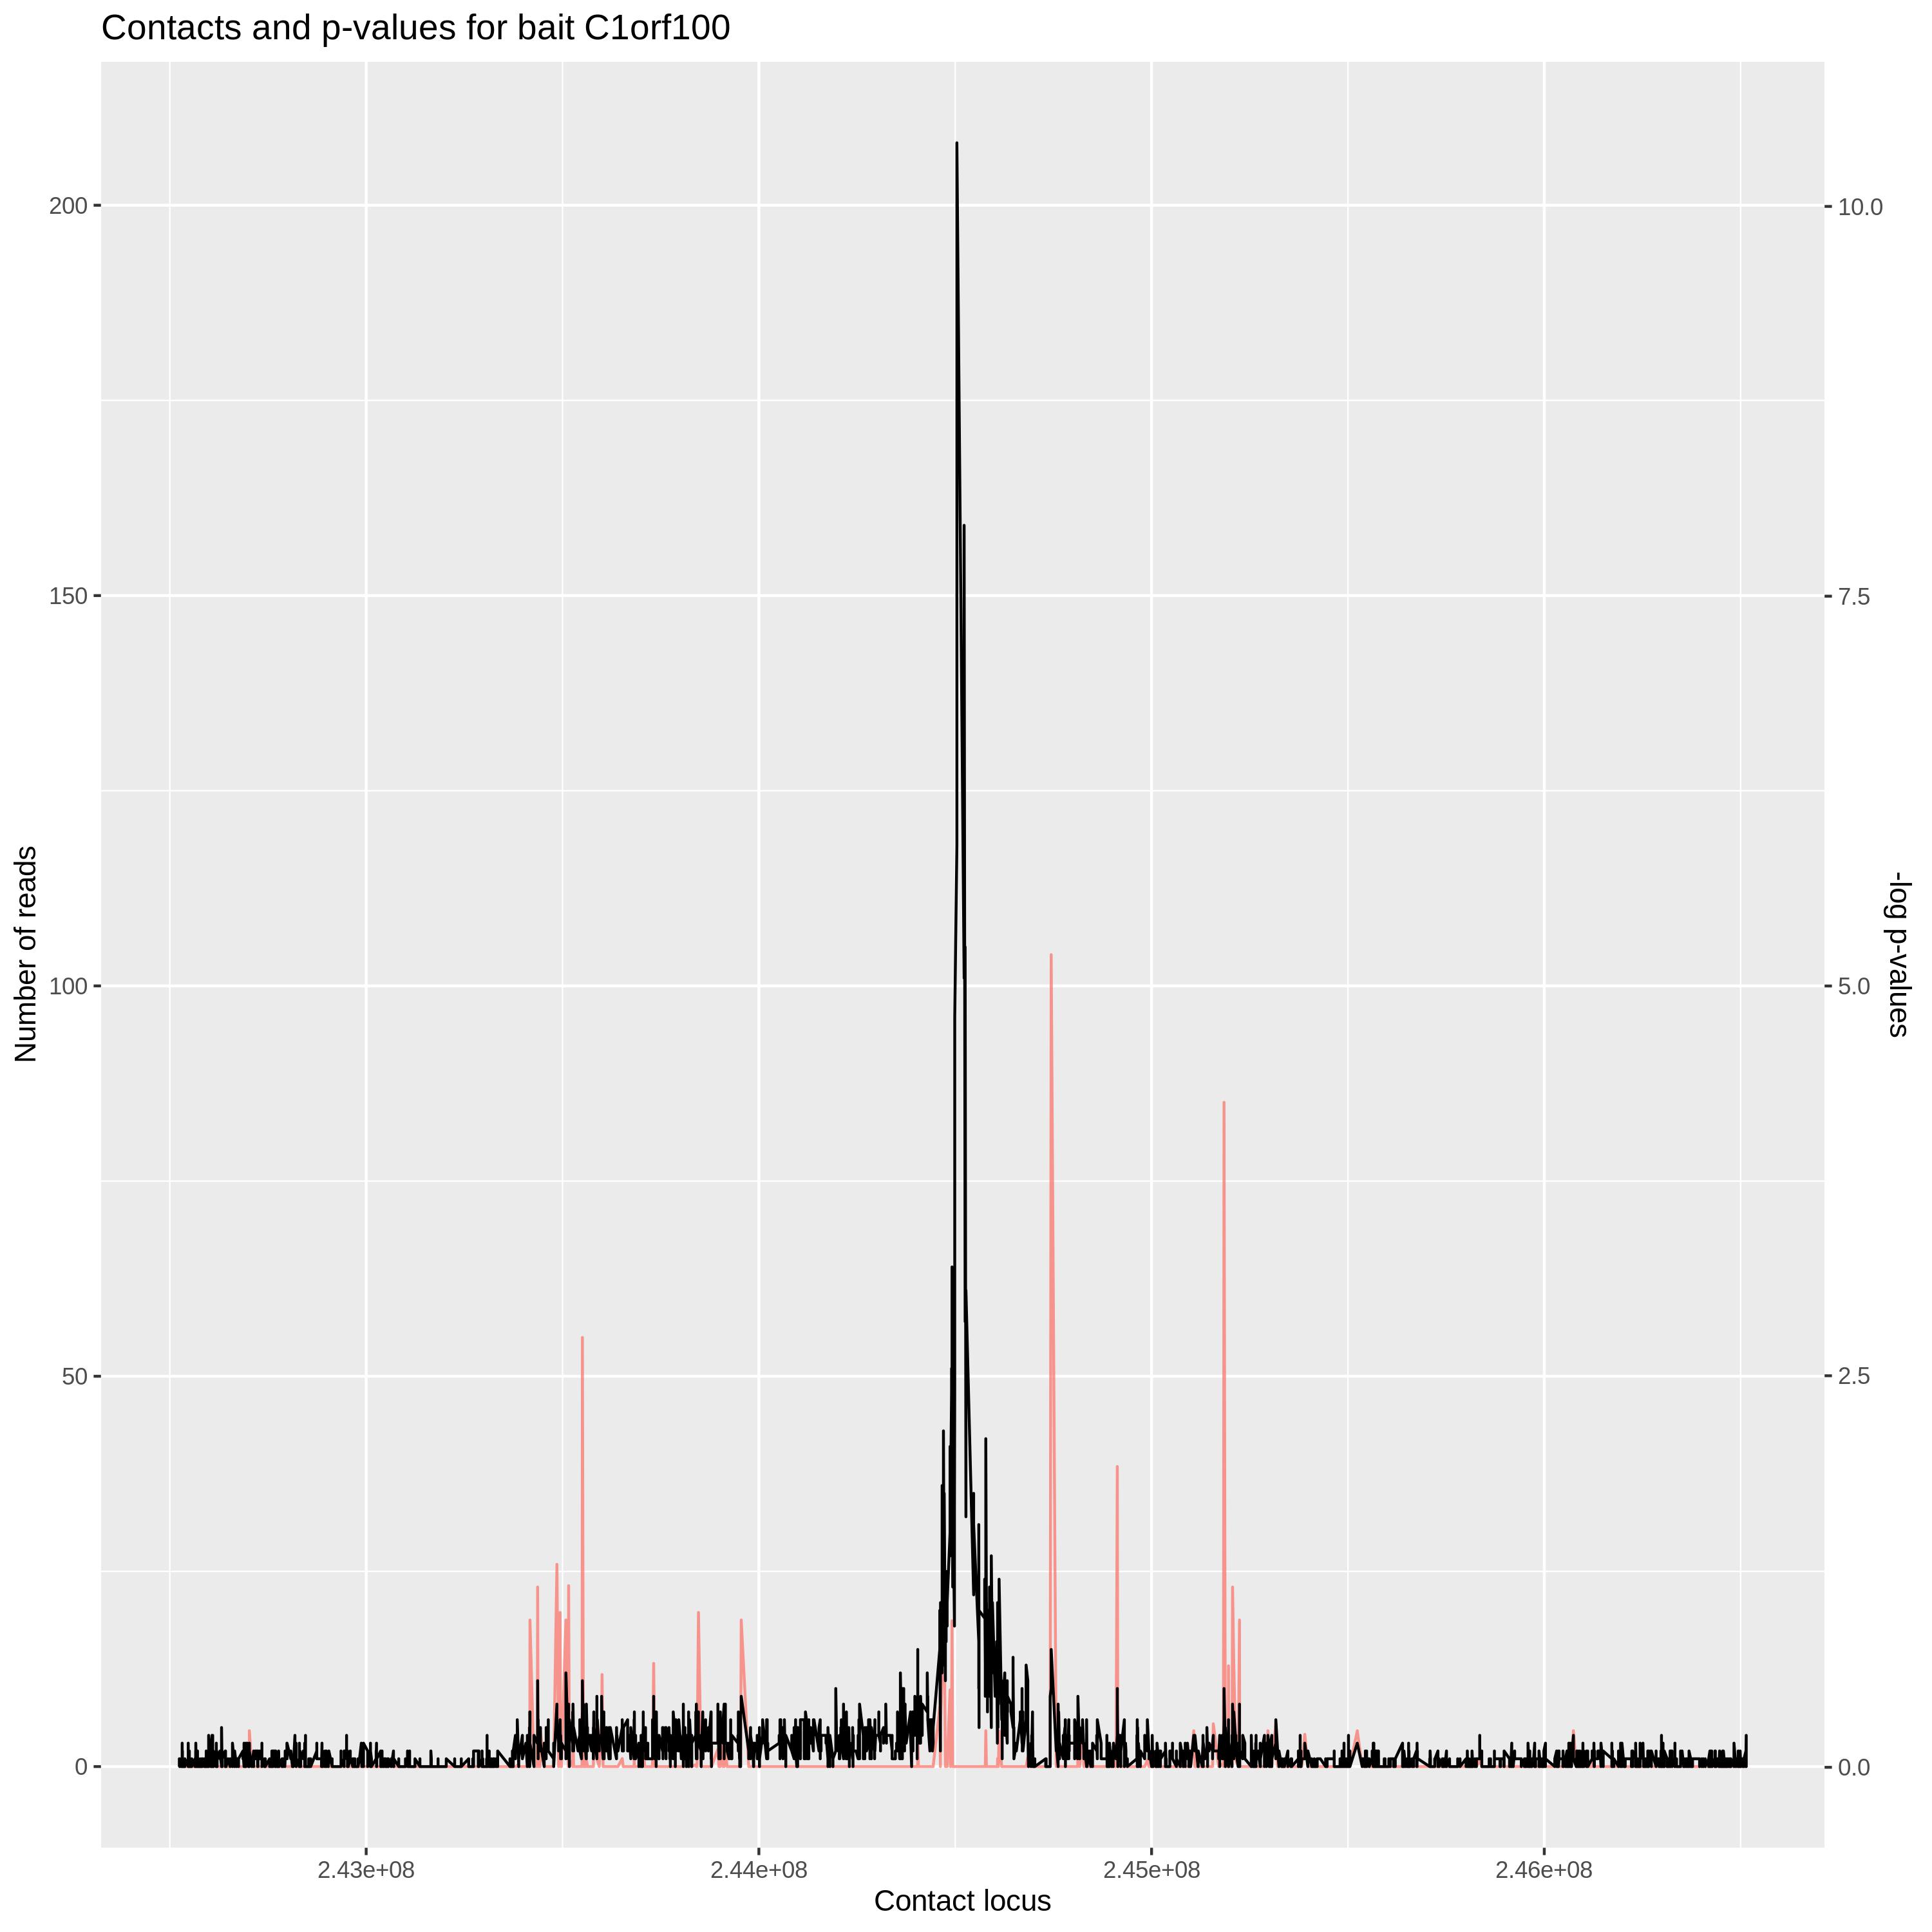 Contacts and p-values for bait C1orf100
200
150
100
50
0
Number of reads
10.0
7.5
5.0
2.5
0.0
-log p-values
2.43e+08
2.44e+08
2.45e+08
2.46e+08
Contact locus